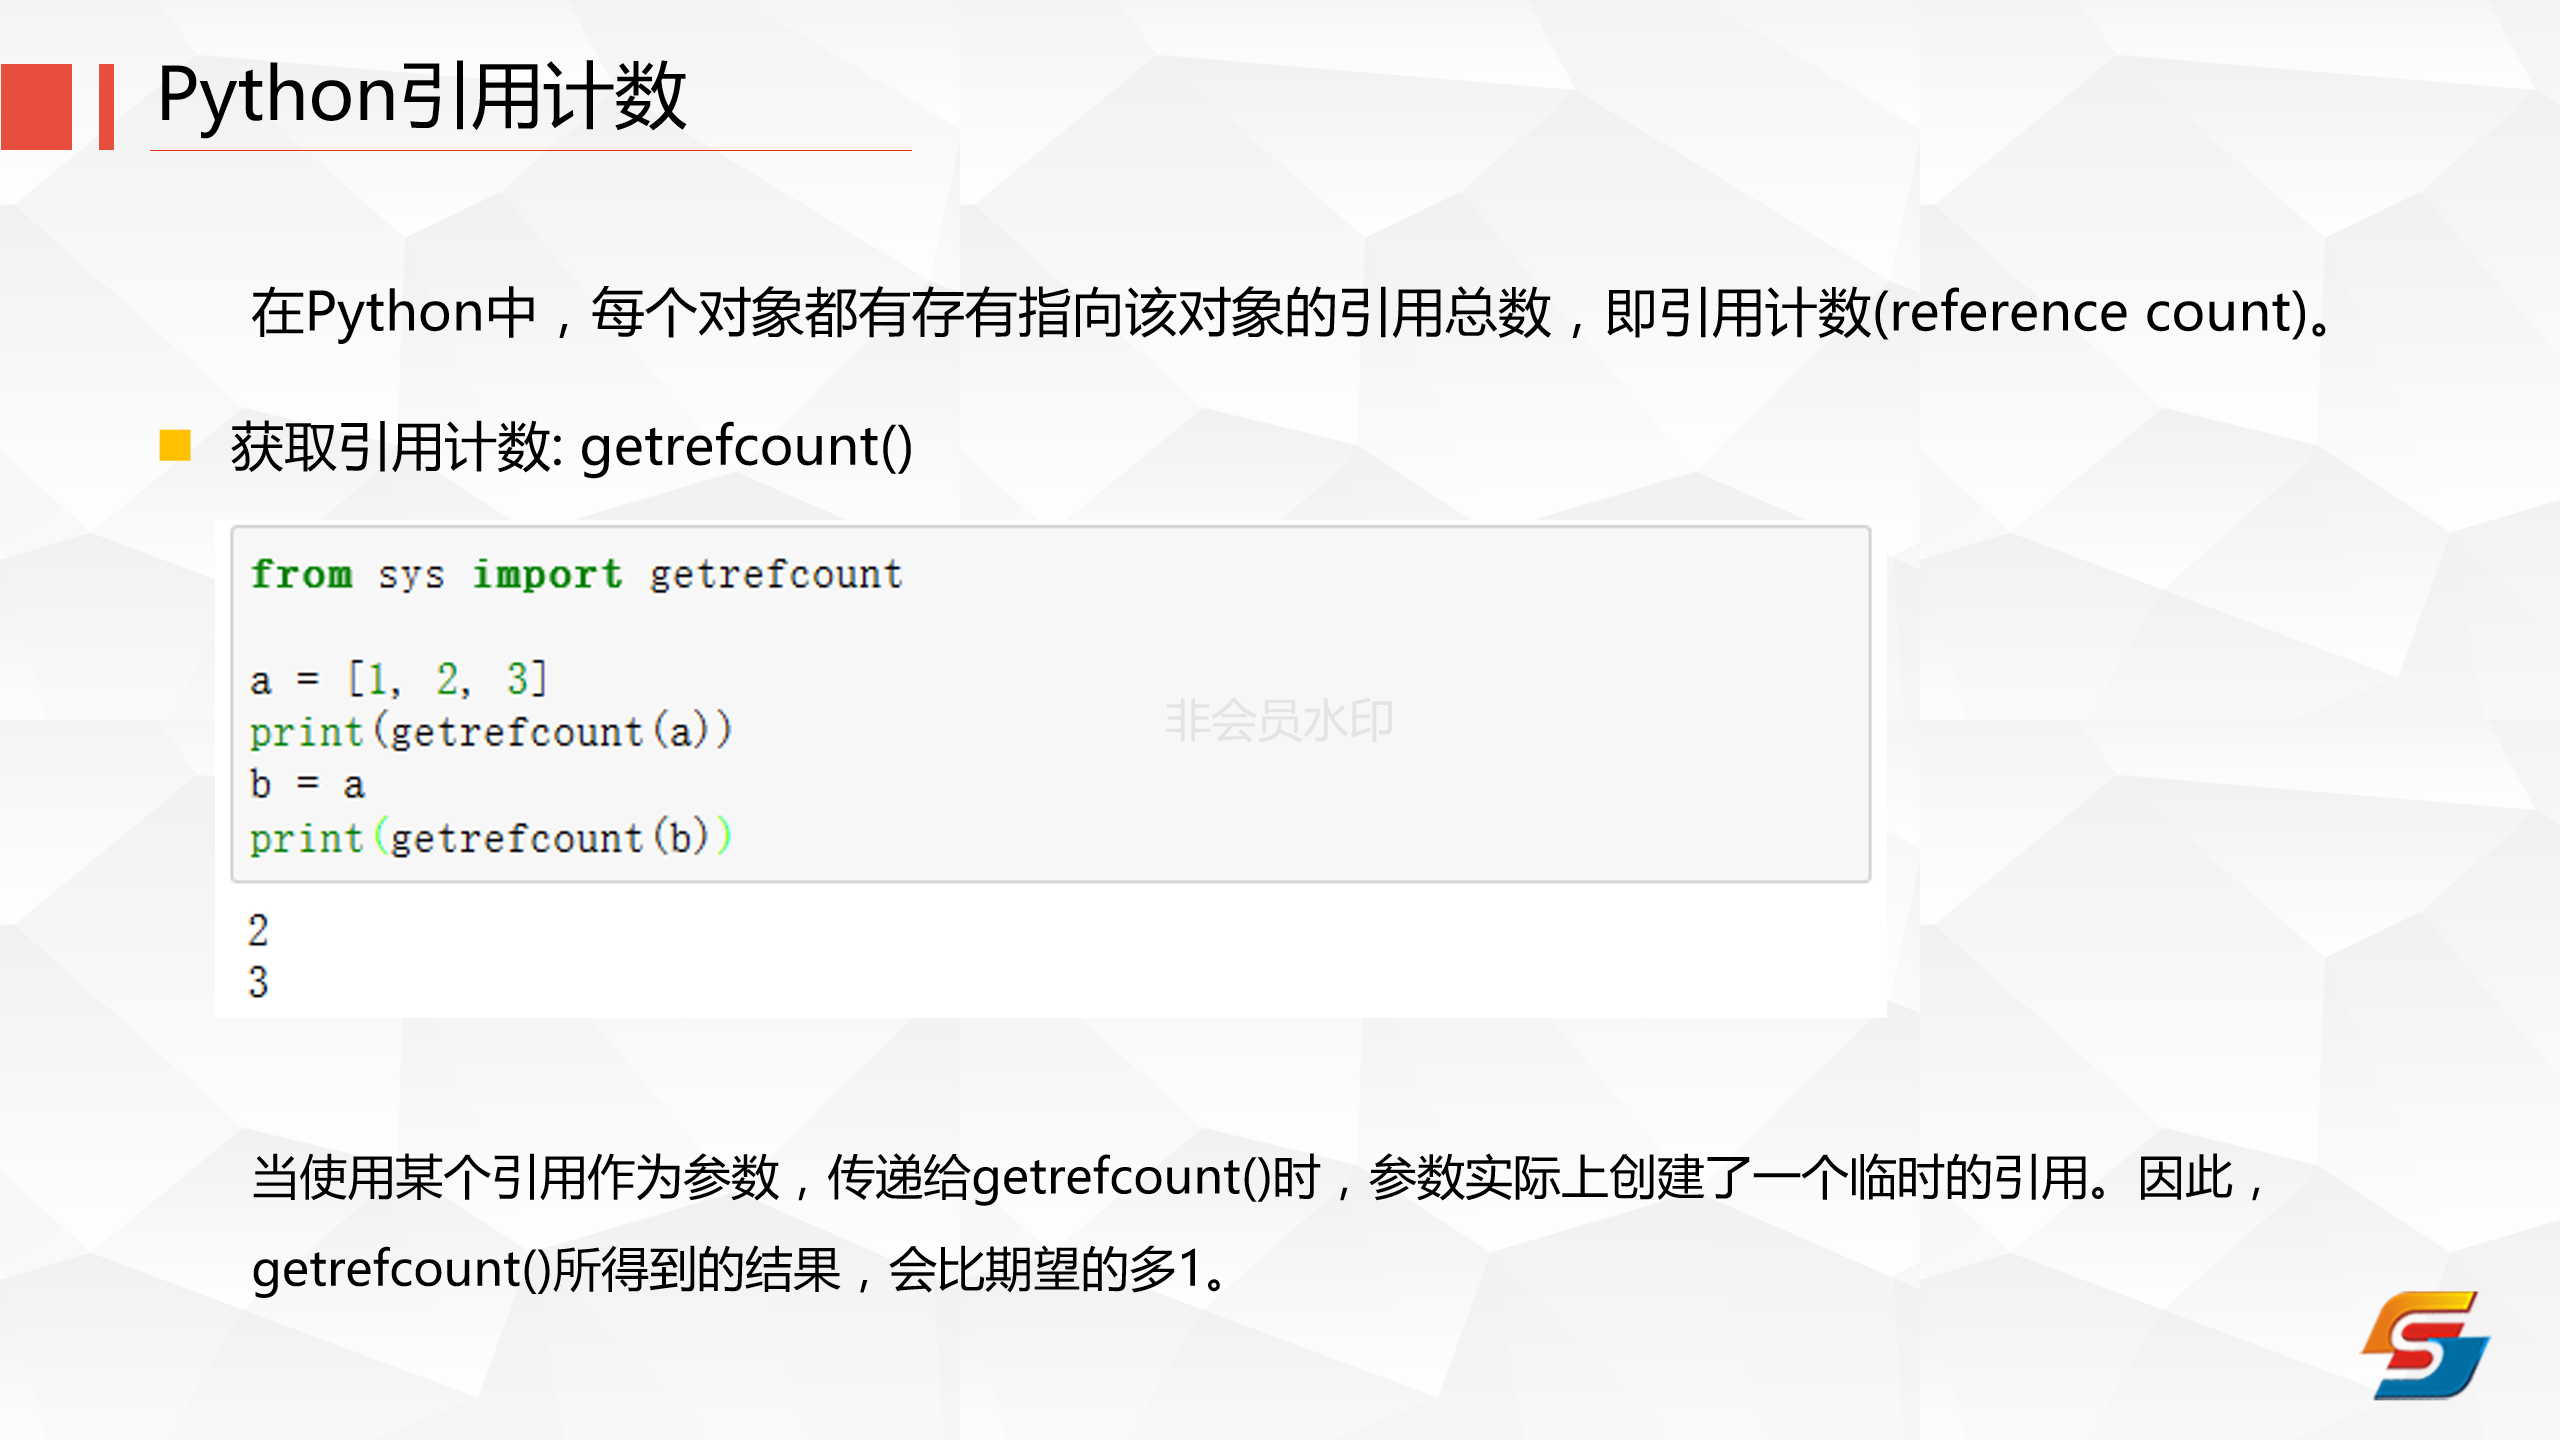 Python引用计数
在Python中，每个对象都有存有指向该对象的引用总数，即引用计数(reference count)。
获取引用计数: getrefcount()
from sys import getrefcount
a = [1, 2, 3]
print(getrefcount(a))
b = a
print(getrefcount(b))
非会员水印
2
3
当使用某个引用作为参数，传递给getrefcount()时，参数实际上创建了一个临时的引用。因此，
getrefcount()所得到的结果，会比期望的多1。